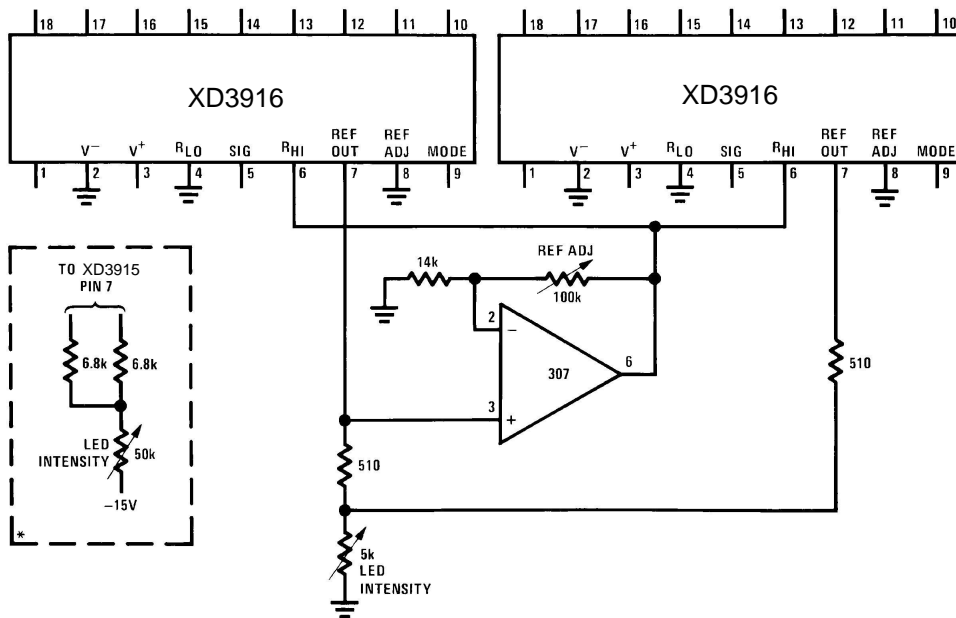 18 17 16 15 14 13 12 11 10
18 17 16 15 14 13 12 11 10
XD3916
XD3916
V− V+ RLO SIG RHI REF OUT REF ADJ MODE
V− V+ RLO SIG RHI REF OUT REF ADJ MODE
1 2 3 4 5 6 7 8 9
1 2 3 4 5 6 7 8 9
TO XD3915
PIN 7
6.8k 6.8k
LED
INTENSITY
50k
−15V
*
14k
REF ADJ
100k
2
−
307
6
3
+
510
510
5k
LED
INTENSITY